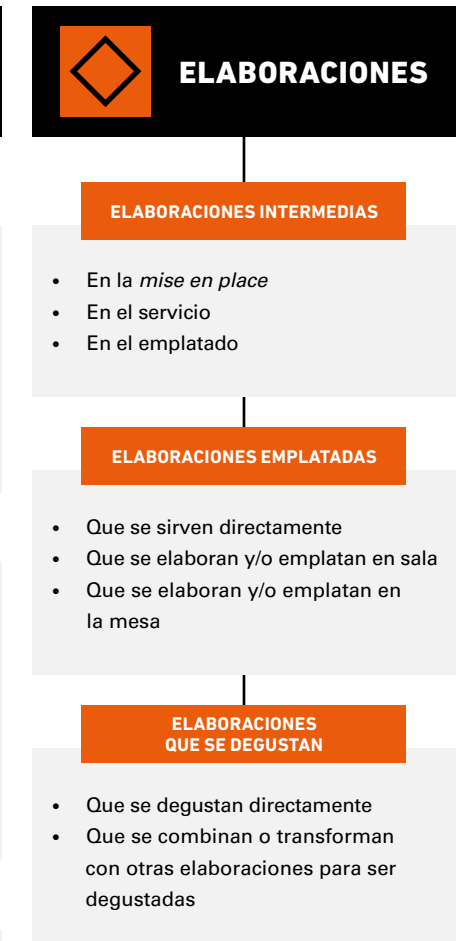 ELABORACIONES
ELABORACIONES INTERMEDIAS
• En la mise en place
• En el servicio
• En el emplatado
ELABORACIONES EMPLATADAS
• Que se sirven directamente
• Que se elaboran y/o emplatan en sala
• Que se elaboran y/o emplatan en
la mesa
ELABORACIONES
QUE SE DEGUSTAN
• Que se degustan directamente
• Que se combinan o transforman
con otras elaboraciones para ser
degustadas